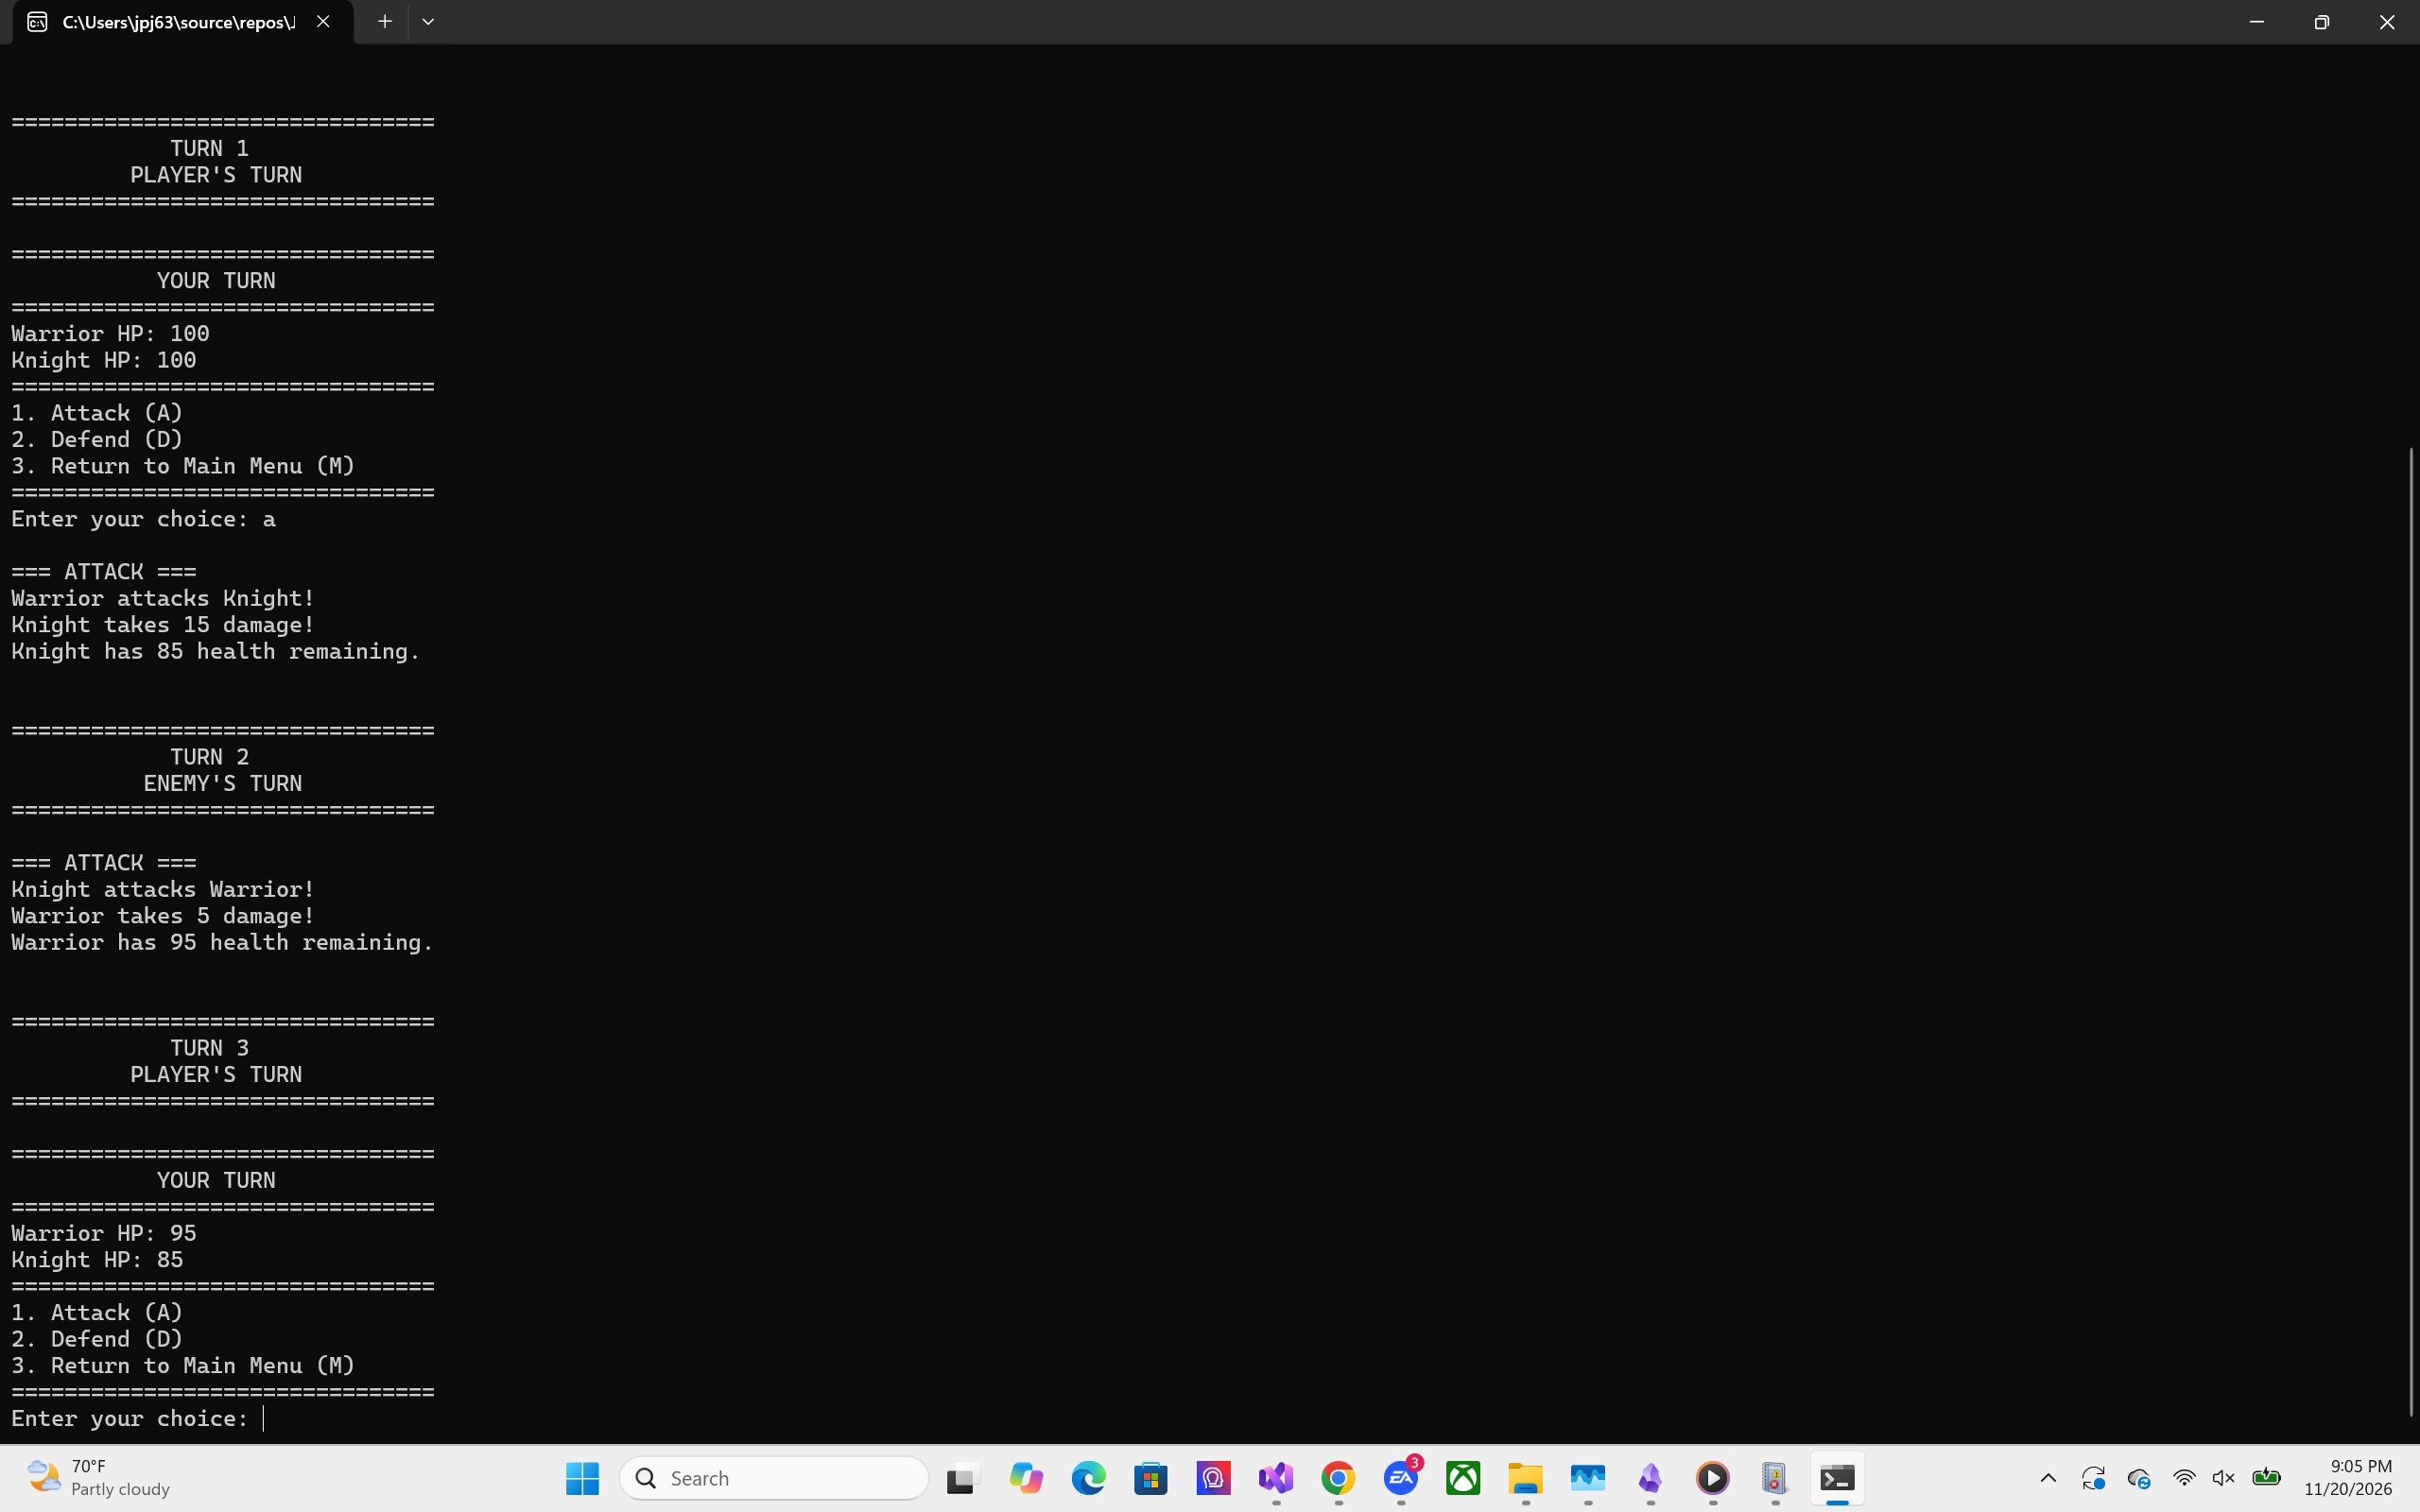 C:\Users\jpj63\source\repos\J
===============================
TURN 1
PLAYER'S TURN
===============================
===============================
YOUR TURN
===============================
Warrior HP: 100
Knight HP: 100
===============================
1. Attack (A)
2. Defend (D)
3. Return to Main Menu (M)
===============================
Enter your choice: a
=== ATTACK ===
Warrior attacks Knight!
Knight takes 15 damage!
Knight has 85 health remaining.
===============================
TURN 2
ENEMY'S TURN
===============================
=== ATTACK ===
Knight attacks Warrior!
Warrior takes 5 damage!
Warrior has 95 health remaining.
===============================
TURN 3
PLAYER'S TURN
===============================
===============================
YOUR TURN
===============================
Warrior HP: 95
Knight HP: 85
===============================
1. Attack (A)
2. Defend (D)
3. Return to Main Menu (M)
===============================
Enter your choice:
70°F
Partly cloudy
Search
EA
3
9:05 PM
11/20/2026